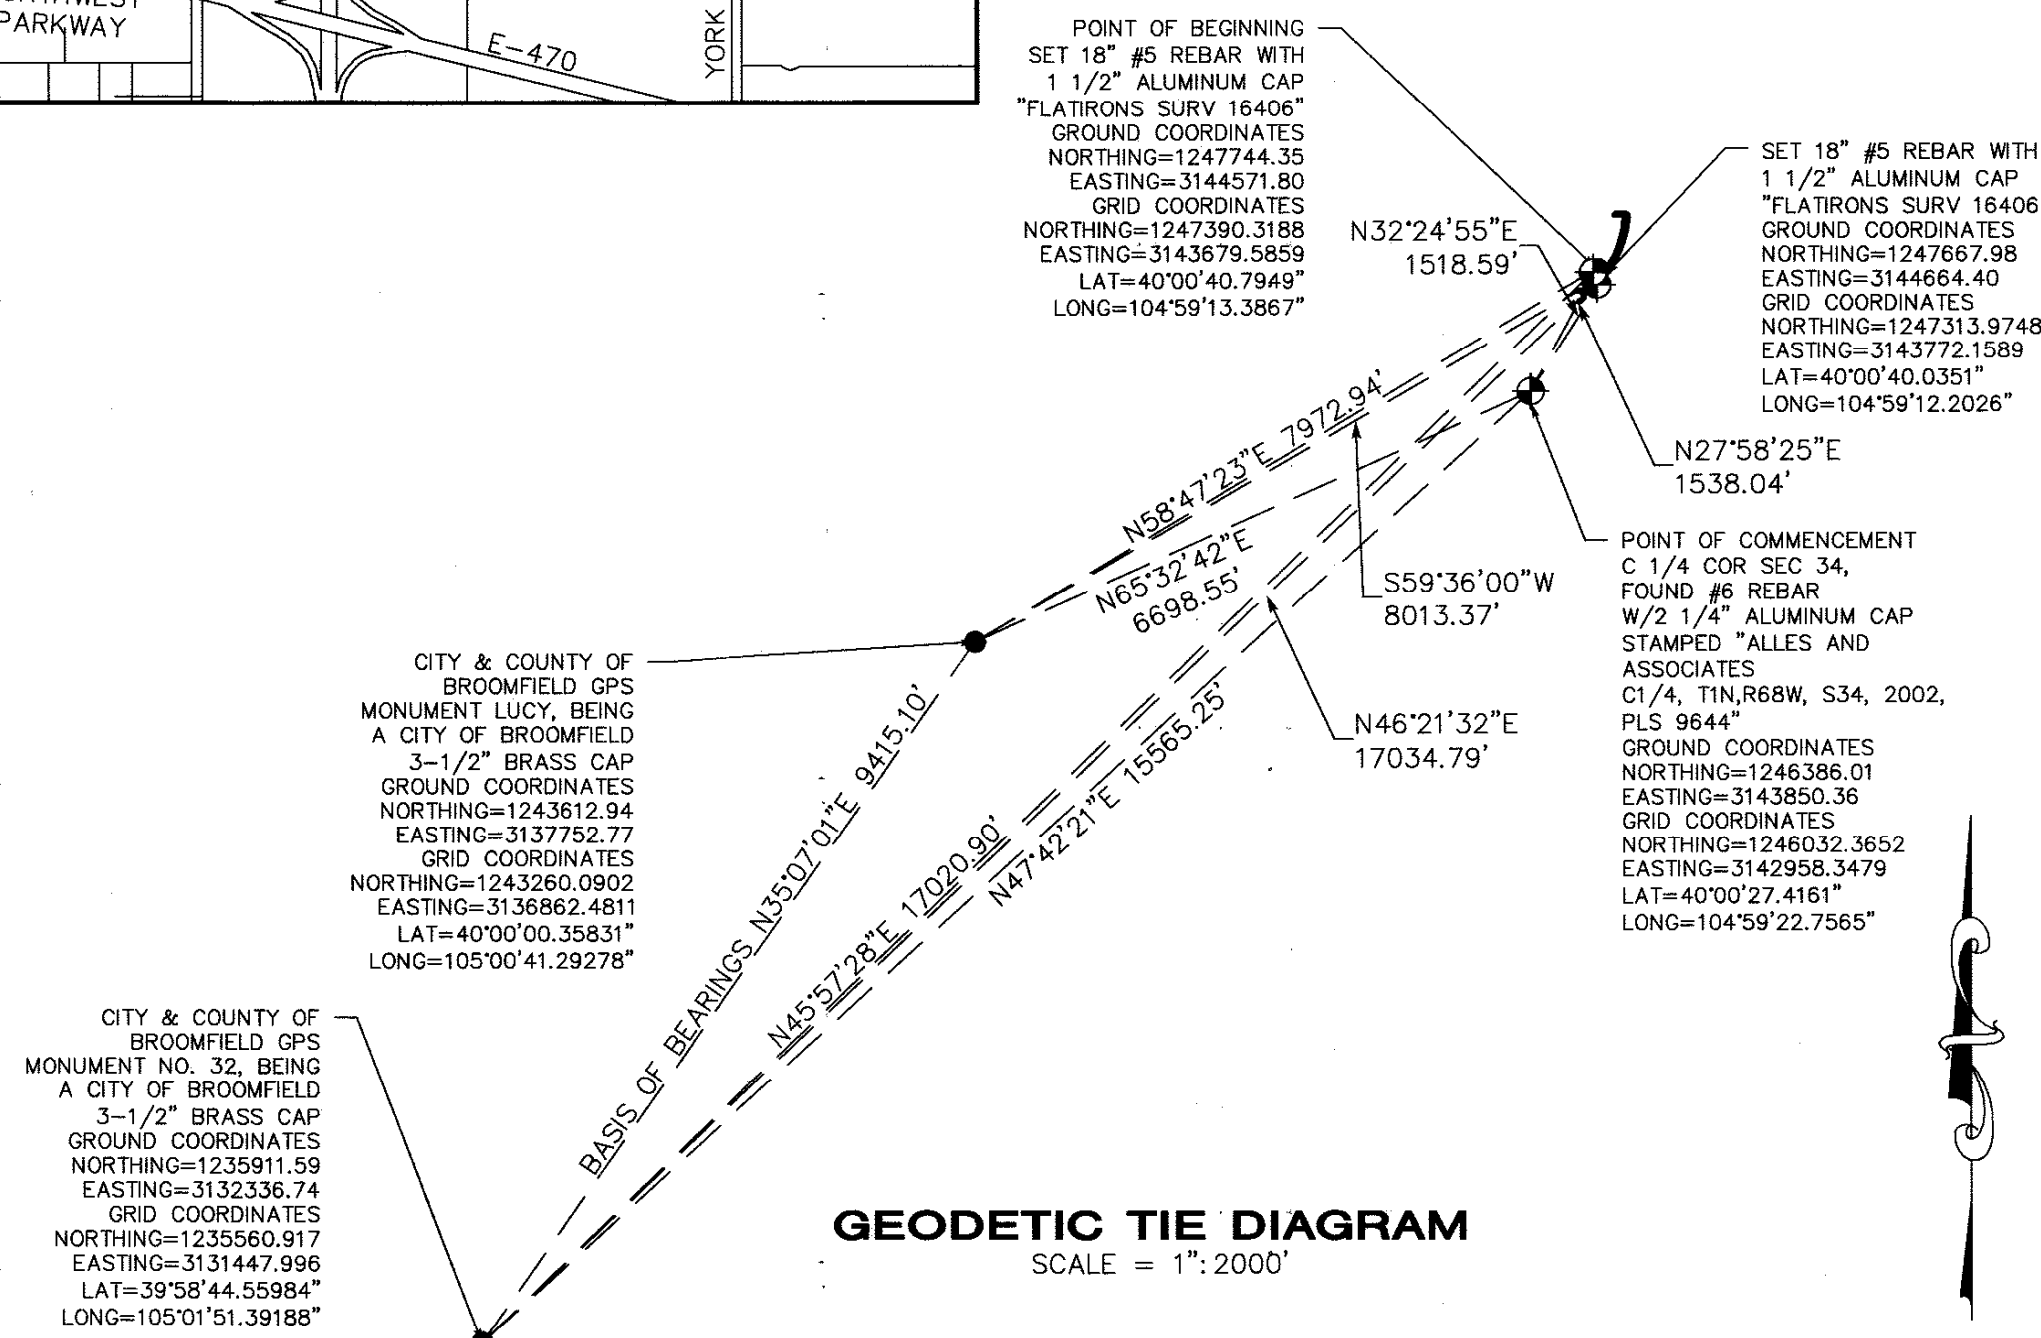 PARKWAY
E-470
YORK
POINT OF BEGINNING
SET 18" #5 REBAR WITH
1 1/2" ALUMINUM CAP
"FLATIRONS SURV 16406"
GROUND COORDINATES
NORTHING=1247744.35
EASTING=3144571.80
GRID COORDINATES
NORTHING=1247390.3188
EASTING=3143679.5859
LAT=40°00'40.7949"
LONG=104°59'13.3867"
SET 18" #5 REBAR WITH
1 1/2" ALUMINUM CAP
"FLATIRONS SURV 16406
GROUND COORDINATES
NORTHING=1247667.98
EASTING=3144664.40
GRID COORDINATES
NORTHING=1247313.9748
EASTING=3143772.1589
LAT=40°00'40.0351"
LONG=104°59'12.2026"
N32°24'55"E
1518.59'
N27°58'25"E
1538.04'
N58°47'23"E 7972.94'
N65°32'42"E
6698.55'
S59°36'00"W
8013.37'
N46°21'32"E
17034.79'
POINT OF COMMENCEMENT
C 1/4 COR SEC 34,
FOUND #6 REBAR
W/2 1/4" ALUMINUM CAP
STAMPED "ALLES AND
ASSOCIATES
C1/4, T1N,R68W, S34, 2002,
PLS 9644"
GROUND COORDINATES
NORTHING=1246386.01
EASTING=3143850.36
GRID COORDINATES
NORTHING=1246032.3652
EASTING=3142958.3479
LAT=40°00'27.4161"
LONG=104°59'22.7565"
CITY & COUNTY OF
BROOMFIELD GPS
MONUMENT LUCY, BEING
A CITY OF BROOMFIELD
3-1/2" BRASS CAP
GROUND COORDINATES
NORTHING=1243612.94
EASTING=3137752.77
GRID COORDINATES
NORTHING=1243260.0902
EASTING=3136862.4811
LAT=40°00'00.35831"
LONG=105°00'41.29278"
BASIS OF BEARINGS N35°07'01"E 9415.10'
N45°57'28"E 17020.90'
N47°42'21"E 15565.25'
CITY & COUNTY OF
BROOMFIELD GPS
MONUMENT NO. 32, BEING
A CITY OF BROOMFIELD
3-1/2" BRASS CAP
GROUND COORDINATES
NORTHING=1235911.59
EASTING=3132336.74
GRID COORDINATES
NORTHING=1235560.917
EASTING=3131447.996
LAT=39°58'44.55984"
LONG=105°01'51.39188"
GEODETIC TIE DIAGRAM
SCALE = 1":2000'